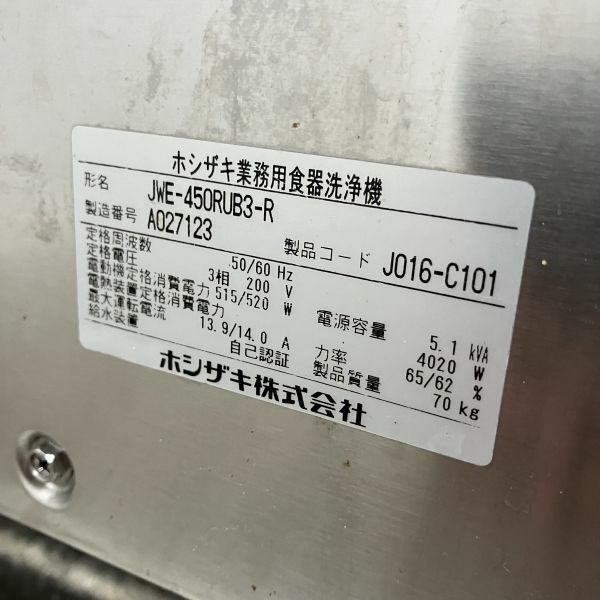 ホシザキ業務用食器洗浄機
形名 JWE-450RUB3-R
製造番号 A027123 製品コード J016-C101
定格周波数 50/60 Hz
定格電圧 3相 200 V 電源容量 5.1 kVA
電動機定格消費電力 515/520 W
電熱装置定格消費電力 4020 W
最大運転電流 13.9/14.0 A 力率 65/62 %
給水装置 自己認証 製品質量 70 kg
ホシザキ株式会社